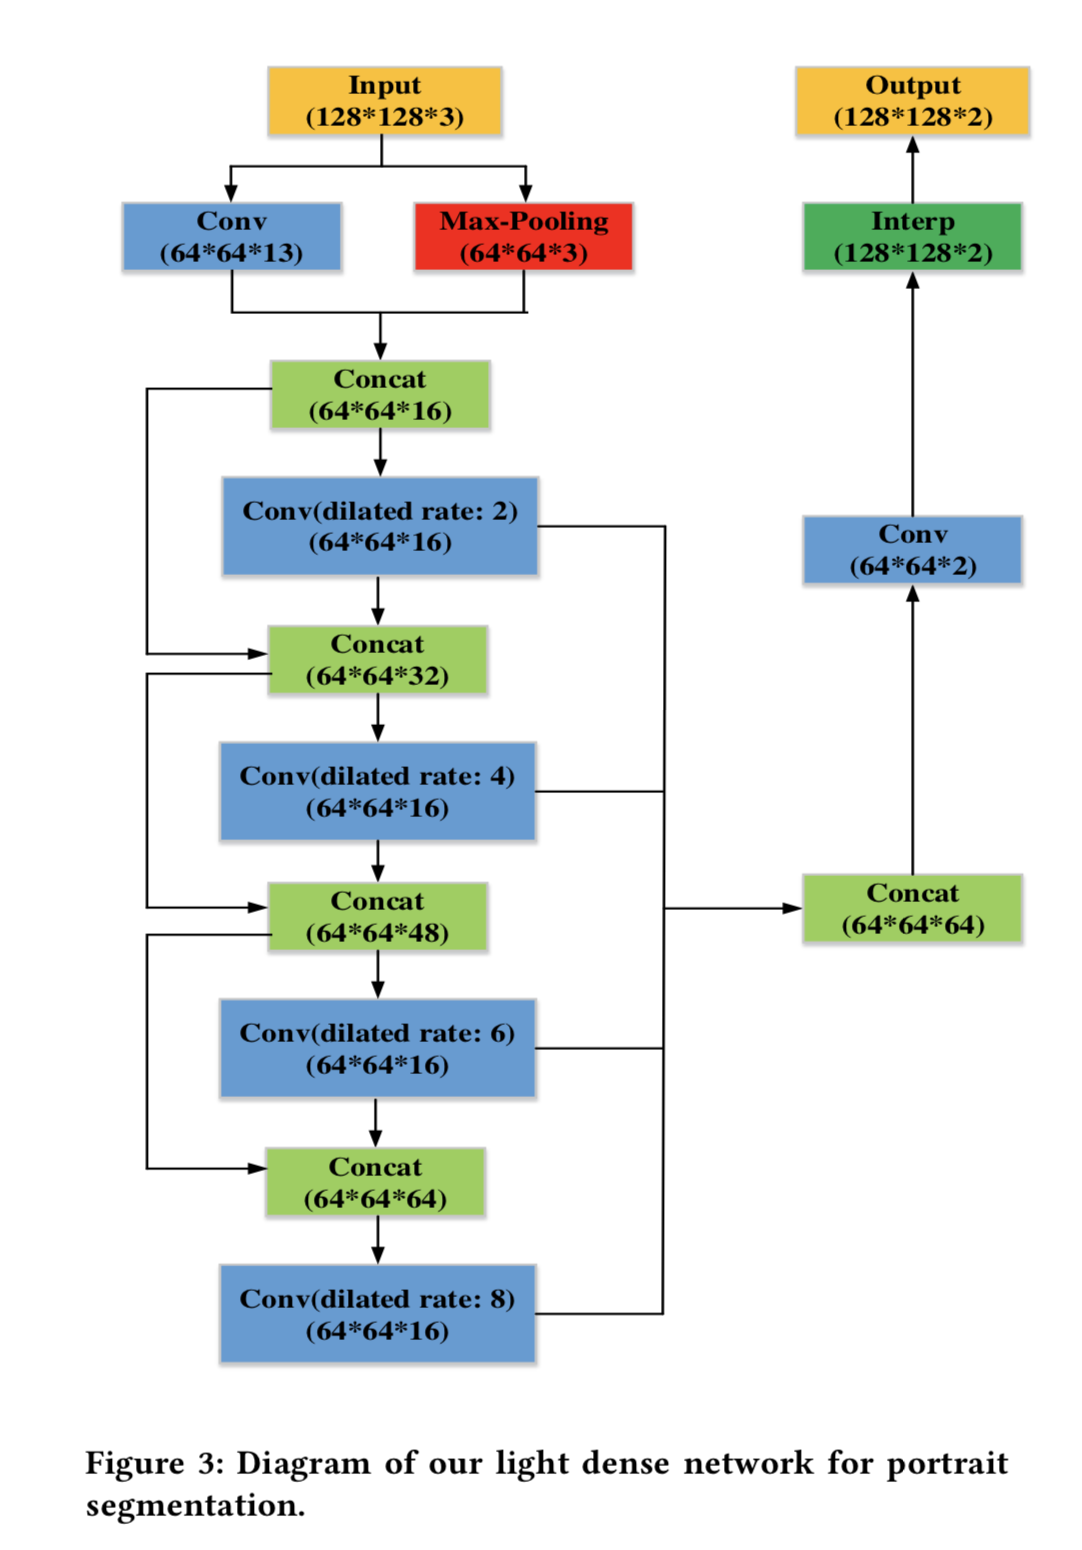 Input
(128*128*3)
Conv
(64*64*13)
Max-Pooling
(64*64*3)
Concat
(64*64*16)
Conv(dilated rate: 2)
(64*64*16)
Concat
(64*64*32)
Conv(dilated rate: 4)
(64*64*16)
Concat
(64*64*48)
Conv(dilated rate: 6)
(64*64*16)
Concat
(64*64*64)
Conv(dilated rate: 8)
(64*64*16)
Concat
(64*64*64)
Conv
(64*64*2)
Interp
(128*128*2)
Output
(128*128*2)
Figure 3: Diagram of our light dense network for portrait
segmentation.